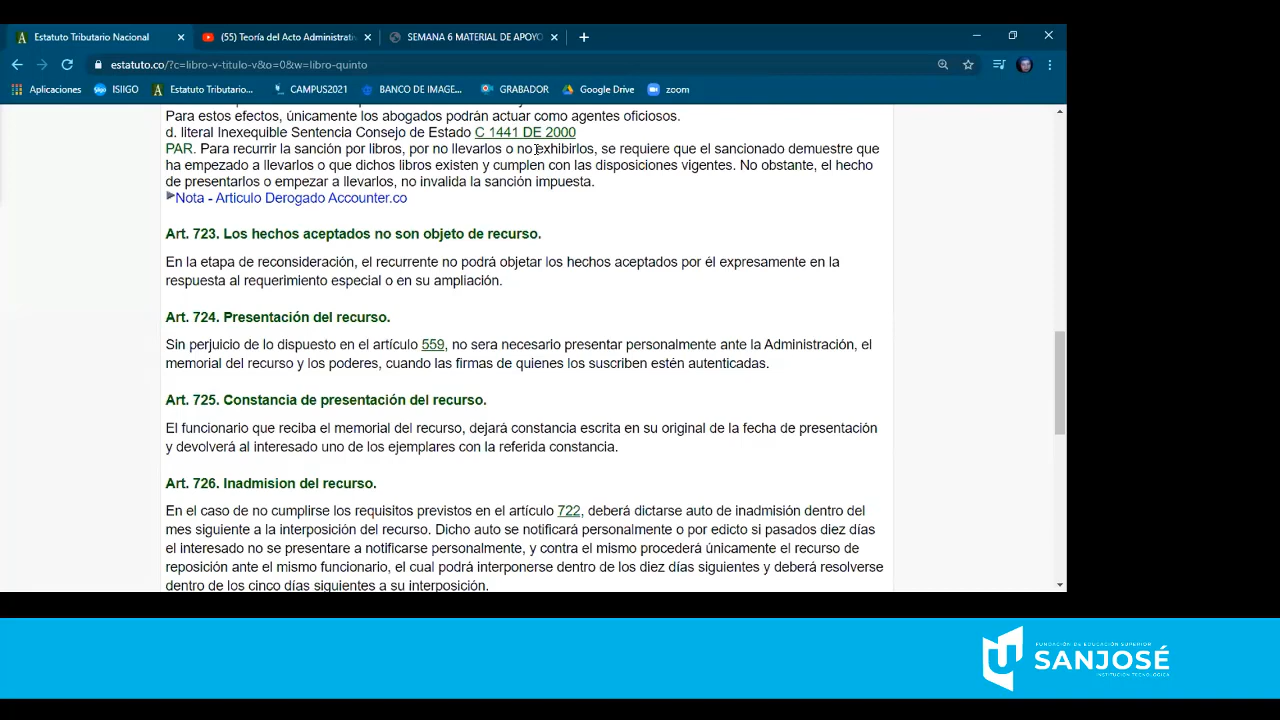 Estatuto Tributario Nacional
(55) Teoría del Acto Administrativ
SEMANA 6 MATERIAL DE APOYO
estatuto.co/?c=libro-v-titulo-v&o=0&w=libro-quinto
Aplicaciones
ISIIGO
Estatuto Tributario...
CAMPUS2021
BANCO DE IMAGE...
GRABADOR
Google Drive
zoom
Para estos efectos, únicamente los abogados podrán actuar como agentes oficiosos.
d. literal Inexequible Sentencia Consejo de Estado C 1441 DE 2000
PAR. Para recurrir la sanción por libros, por no llevarlos o no exhibirlos, se requiere que el sancionado demuestre que
ha empezado a llevarlos o que dichos libros existen y cumplen con las disposiciones vigentes. No obstante, el hecho
de presentarlos o empezar a llevarlos, no invalida la sanción impuesta.
Nota - Articulo Derogado Accounter.co
Art. 723. Los hechos aceptados no son objeto de recurso.
En la etapa de reconsideración, el recurrente no podrá objetar los hechos aceptados por él expresamente en la
respuesta al requerimiento especial o en su ampliación.
Art. 724. Presentación del recurso.
Sin perjuicio de lo dispuesto en el artículo 559, no sera necesario presentar personalmente ante la Administración, el
memorial del recurso y los poderes, cuando las firmas de quienes los suscriben estén autenticadas.
Art. 725. Constancia de presentación del recurso.
El funcionario que reciba el memorial del recurso, dejará constancia escrita en su original de la fecha de presentación
y devolverá al interesado uno de los ejemplares con la referida constancia.
Art. 726. Inadmision del recurso.
En el caso de no cumplirse los requisitos previstos en el artículo 722, deberá dictarse auto de inadmisión dentro del
mes siguiente a la interposición del recurso. Dicho auto se notificará personalmente o por edicto si pasados diez días
el interesado no se presentare a notificarse personalmente, y contra el mismo procederá únicamente el recurso de
reposición ante el mismo funcionario, el cual podrá interponerse dentro de los diez días siguientes y deberá resolverse
dentro de los cinco días siguientes a su interposición.
FUNDACIÓN DE EDUCACIÓN SUPERIOR
SANJOSÉ
INSTITUCIÓN TECNOLÓGICA